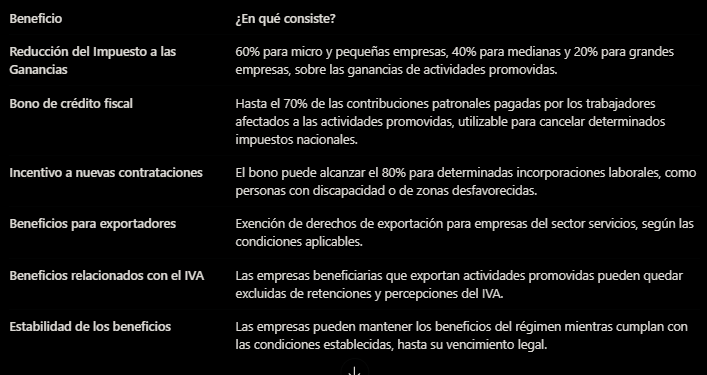 Beneficio ¿En qué consiste?
Reducción del Impuesto a las 60% para micro y pequeñas empresas, 40% para medianas y 20% para grandes
Ganancias empresas, sobre las ganancias de actividades promovidas.
Bono de crédito fiscal Hasta el 70% de las contribuciones patronales pagadas por los trabajadores
afectados a las actividades promovidas, utilizable para cancelar determinados
impuestos nacionales.
Incentivo a nuevas contrataciones El bono puede alcanzar el 80% para determinadas incorporaciones laborales, como
personas con discapacidad o de zonas desfavorecidas.
Beneficios para exportadores Exención de derechos de exportación para empresas del sector servicios, según las
condiciones aplicables.
Beneficios relacionados con el IVA Las empresas beneficiarias que exportan actividades promovidas pueden quedar
excluidas de retenciones y percepciones del IVA.
Estabilidad de los beneficios Las empresas pueden mantener los beneficios del régimen mientras cumplan con
las condiciones establecidas, hasta su vencimiento legal.